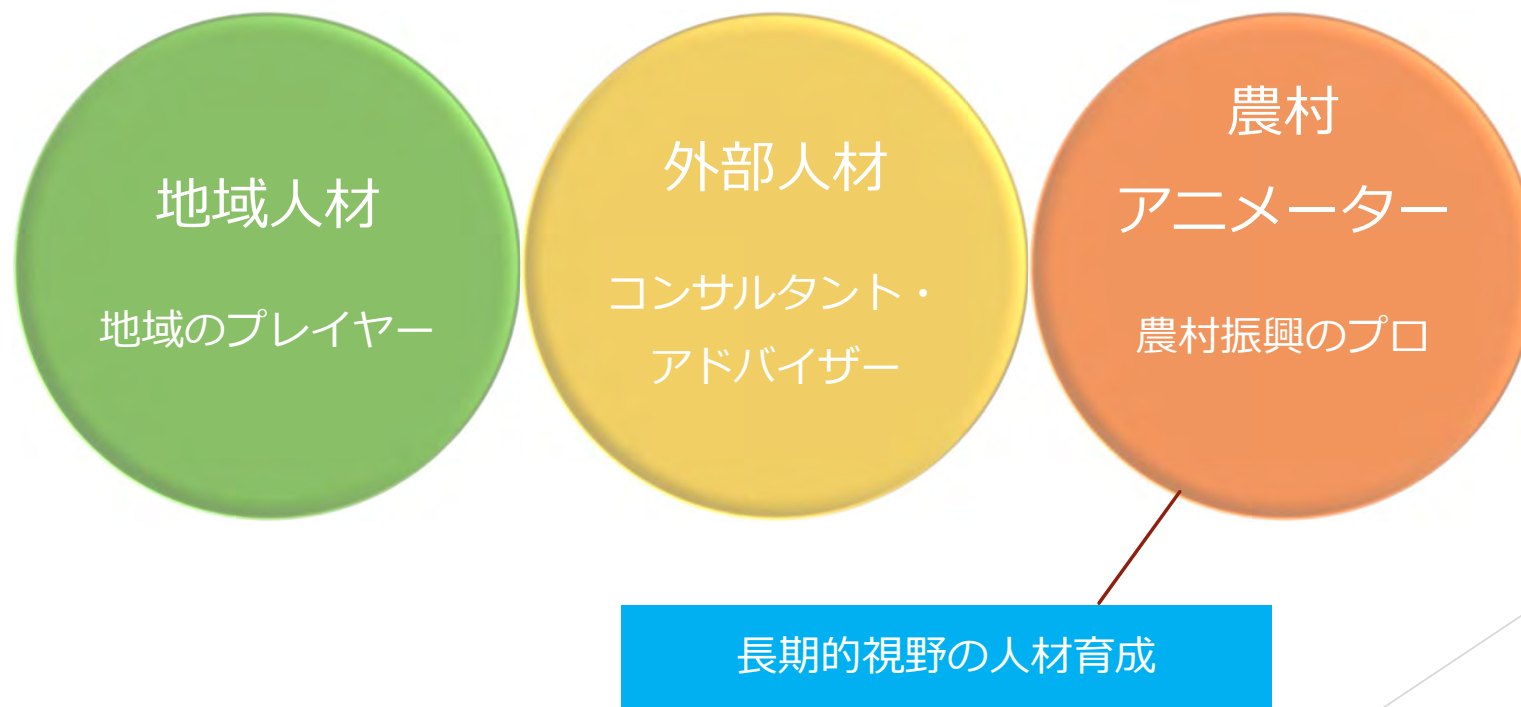 地域人材
地域のプレイヤー
外部人材
コンサルタント・
アドバイザー
農村
アニメーター
農村振興のプロ
長期的視野の人材育成